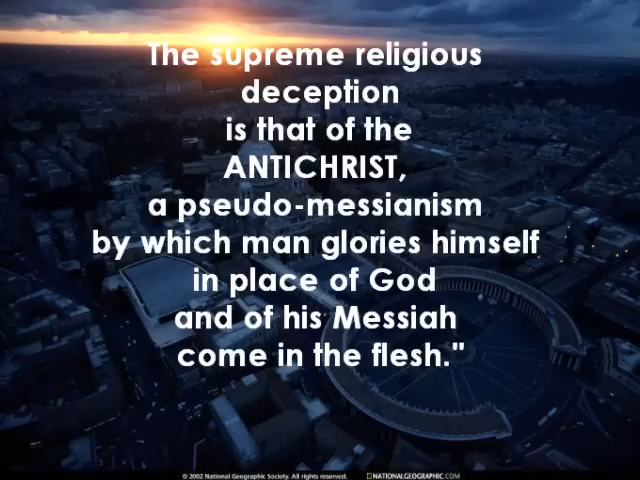 The supreme religious
deception
is that of the
ANTICHRIST,
a pseudo-messianism
by which man glories himself
in place of God
and of his Messiah
come in the flesh."
© 2002 National Geographic Society. All rights reserved. NATIONALGEOGRAPHIC.COM